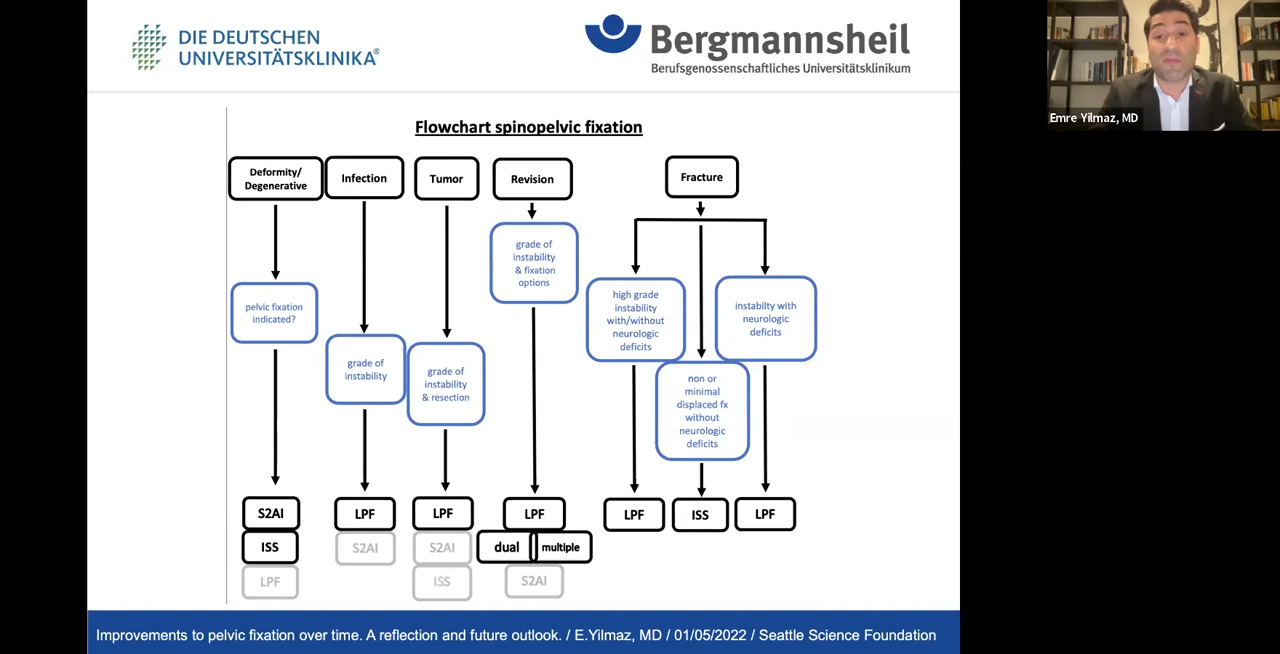 DIE DEUTSCHEN
UNIVERSITÄTSKLINIKA®
Bergmannsheil
Berufsgenossenschaftliches Universitätsklinikum
Emre Yilmaz, MD
Flowchart spinopelvic fixation
Deformity/
Degenerative
Infection
Tumor
Revision
Fracture
pelvic fixation
indicated?
grade of
instability
grade of
instability
& resection
grade of
instability
& fixation
options
high grade
instability
with/without
neurologic
deficits
non or
minimal
displaced fx
without
neurologic
deficits
instabilty with
neurologic
deficits
S2AI
ISS
LPF
LPF
S2AI
LPF
S2AI
ISS
LPF
dual
multiple
S2AI
LPF
ISS
LPF
Improvements to pelvic fixation over time. A reflection and future outlook. / E.Yilmaz, MD / 01/05/2022 / Seattle Science Foundation